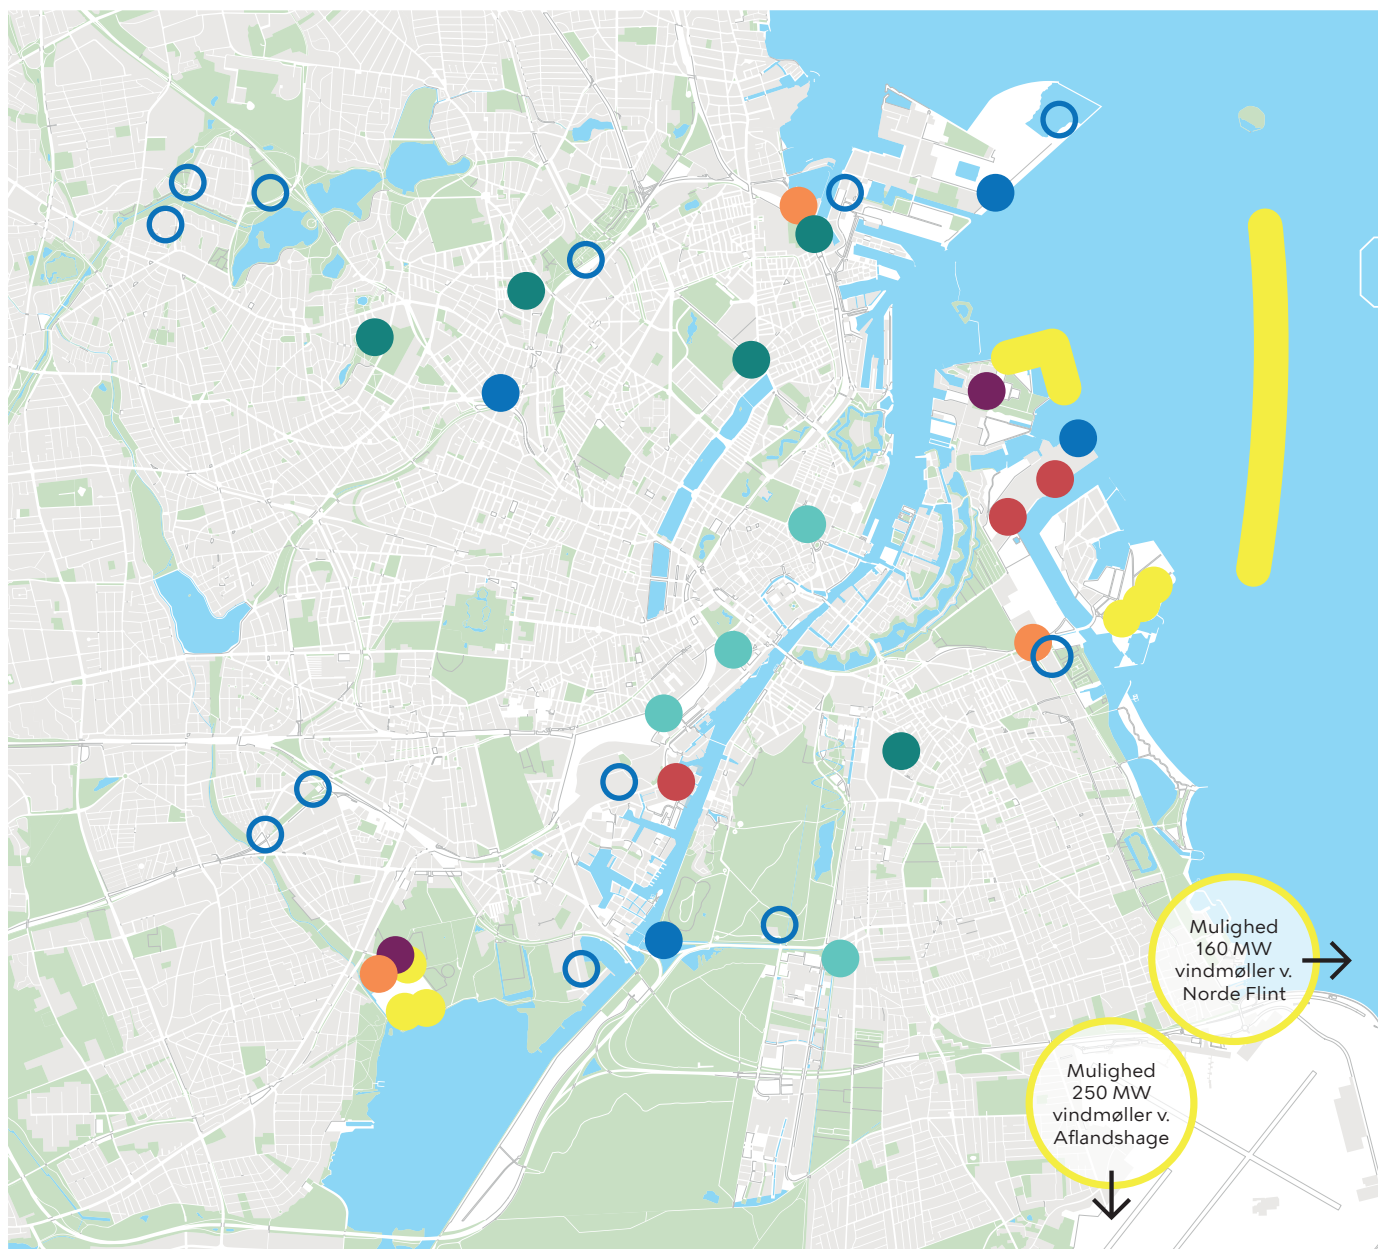 Mulighed
160 MW
vindmøller v.
Norde Flint
Mulighed
250 MW
vindmøller v.
Aflandshage